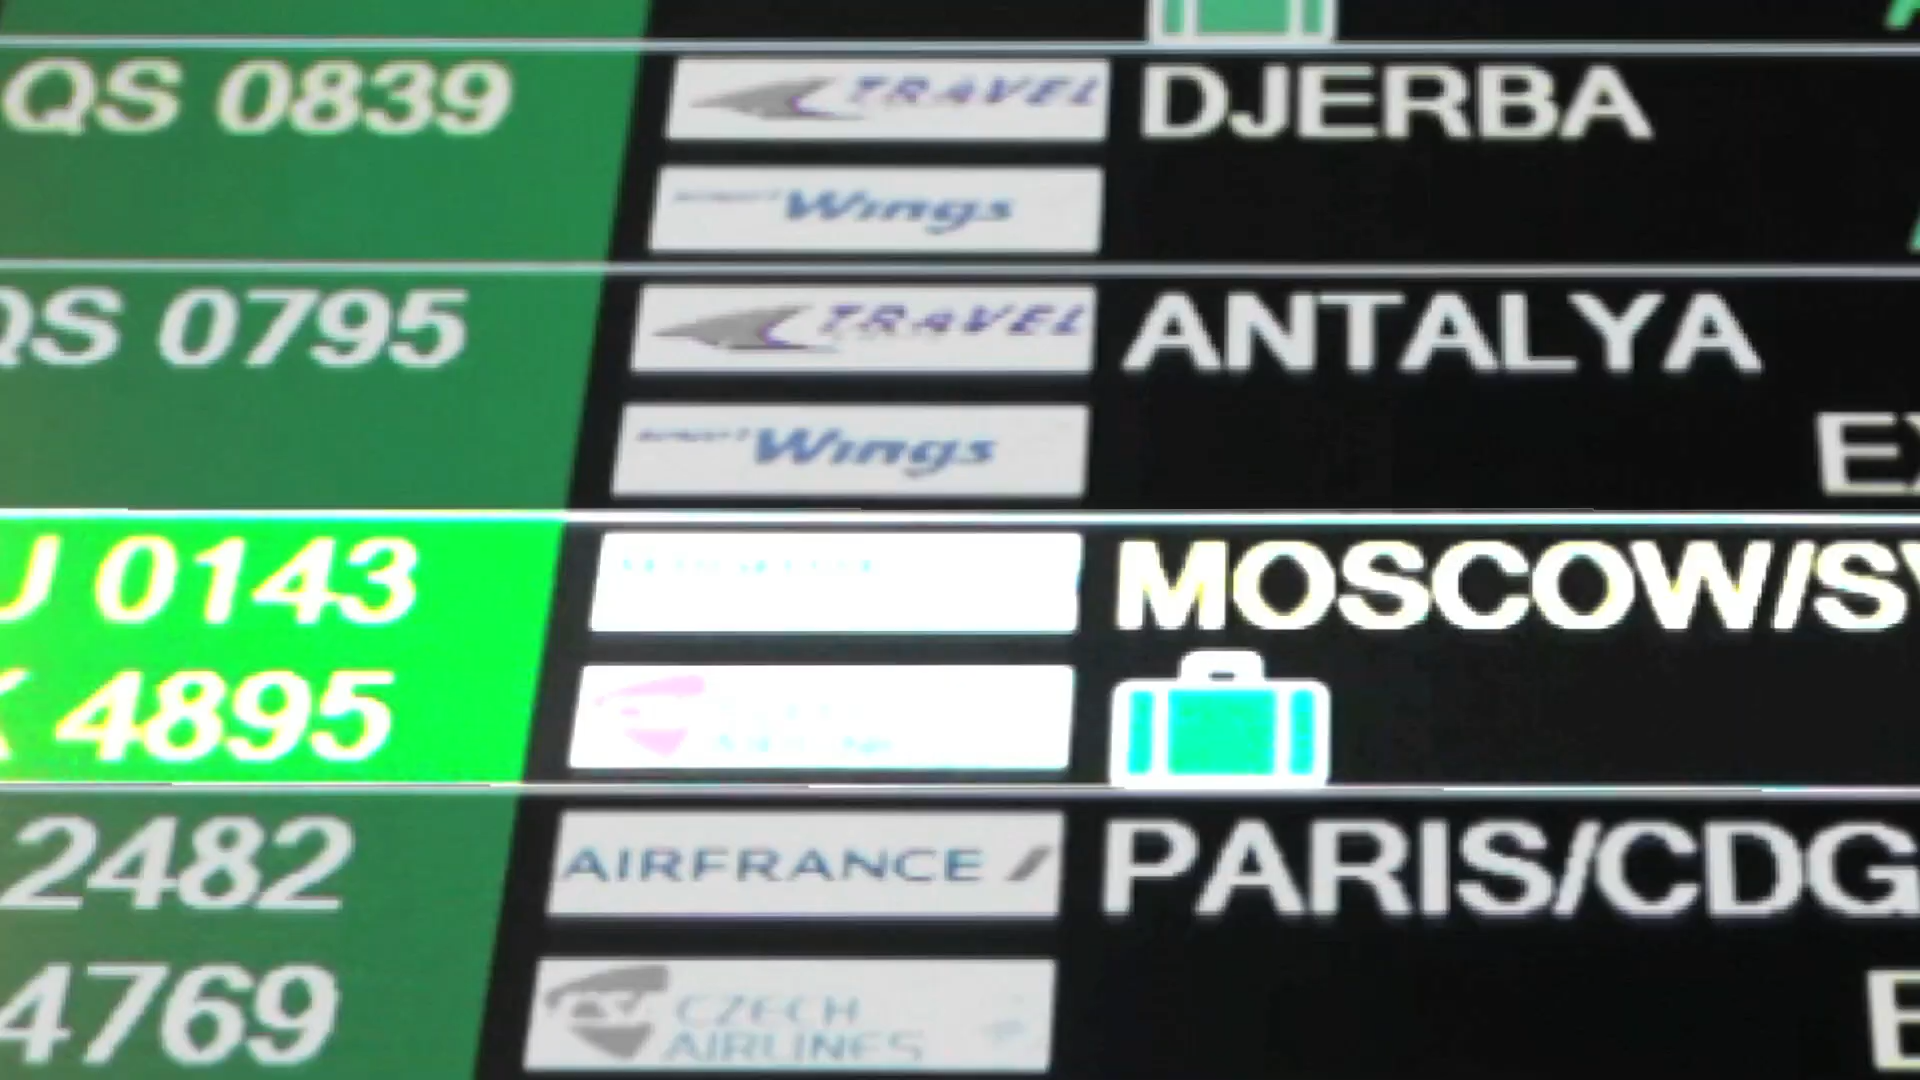 QS 0839 TRAVEL DJERBA
Wings
QS 0795 TRAVEL ANTALYA
Wings
0143 MOSCOW/SV
4895
2482 AIRFRANCE PARIS/CDG
4769 CZECH
AIRLINES